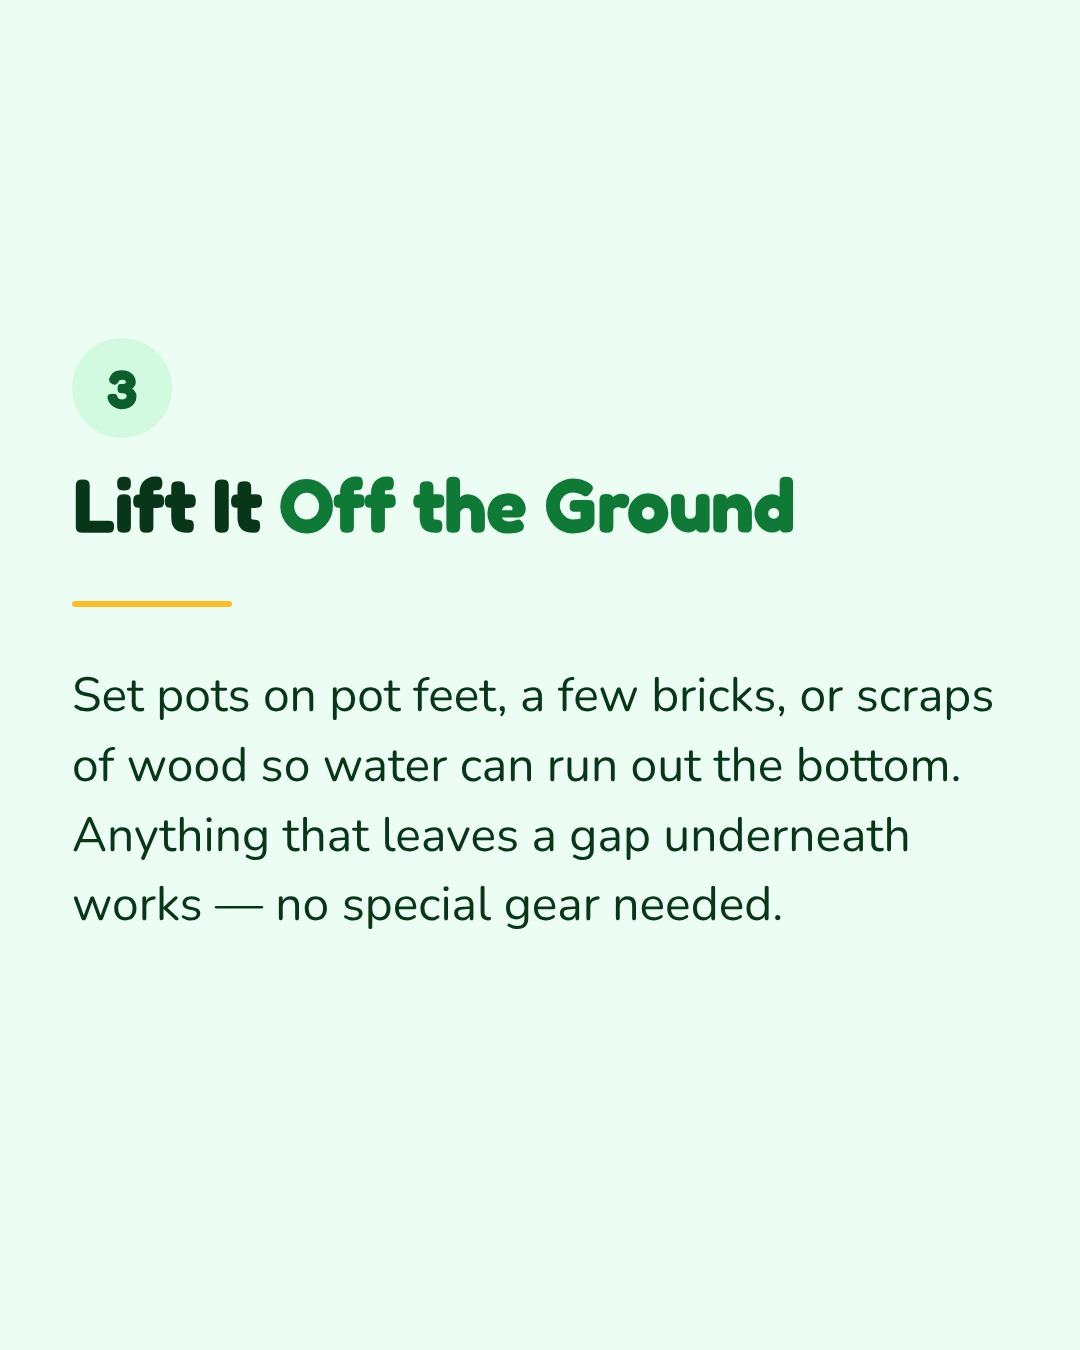 3
Lift It Off the Ground
Set pots on pot feet, a few bricks, or scraps
of wood so water can run out the bottom.
Anything that leaves a gap underneath
works — no special gear needed.